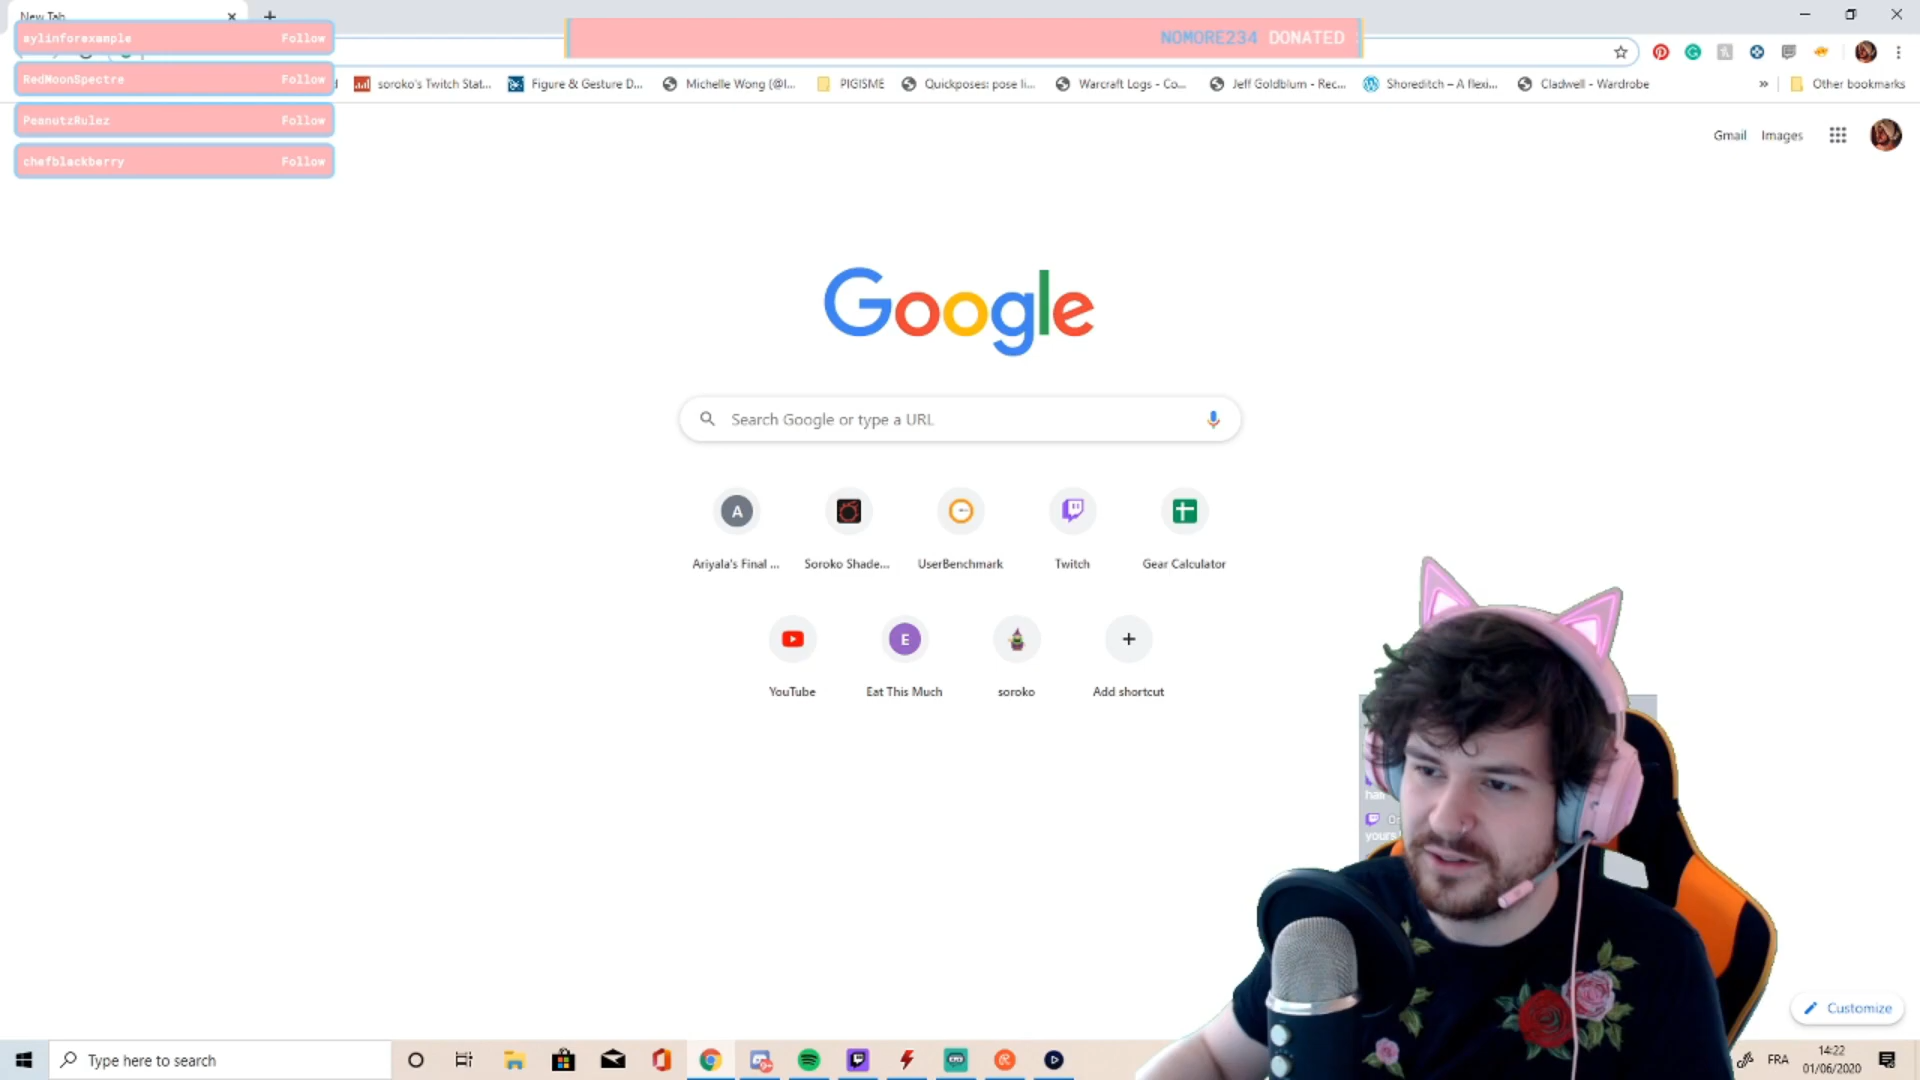 New Tab
sylinforexample Follow
NOMORE234 DONATED
RedMoonSpectre Follow
soroko's Twitch Stat...
Figure & Gesture D...
Michelle Wong (@l...
PIGISME
Quickposes: pose li...
Warcraft Logs - Co...
Jeff Goldblum - Rec...
Shoreditch – A flexi...
Cladwell - Wardrobe
»
Other bookmarks
PeanutzRulez Follow
chefblackberry Follow
Gmail Images
Google
Search Google or type a URL
A
Ariyala's Final ...
Soroko Shade...
UserBenchmark
Twitch
Gear Calculator
E
YouTube
Eat This Much
soroko
Add shortcut
yours
Customize
Type here to search
FRA
14:22
01/06/2020